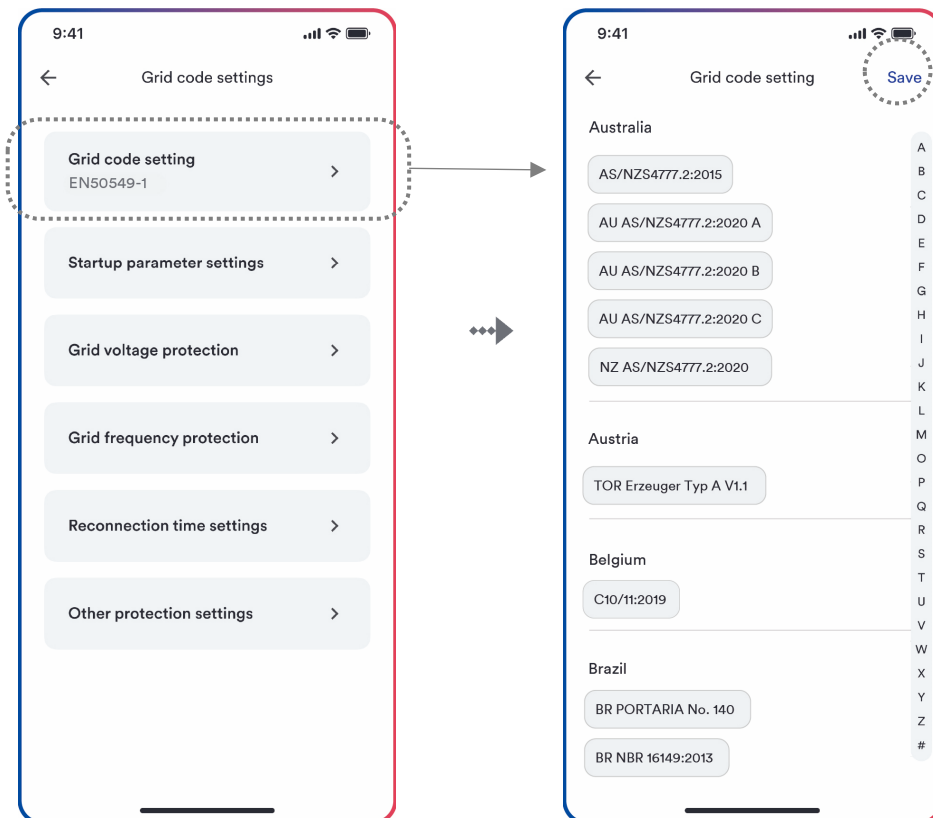 9:41
Grid code settings
Grid code setting
EN50549-1
Startup parameter settings
Grid voltage protection
Grid frequency protection
Reconnection time settings
Other protection settings
9:41
Grid code setting
Save
Australia
AS/NZS4777.2:2015
AU AS/NZS4777.2:2020 A
AU AS/NZS4777.2:2020 B
AU AS/NZS4777.2:2020 C
NZ AS/NZS4777.2:2020
Austria
TOR Erzeuger Typ A V1.1
Belgium
C10/11:2019
Brazil
BR PORTARIA No. 140
BR NBR 16149:2013
A
B
C
D
E
F
G
H
I
J
K
L
M
O
P
Q
R
S
T
U
V
W
X
Y
Z
#